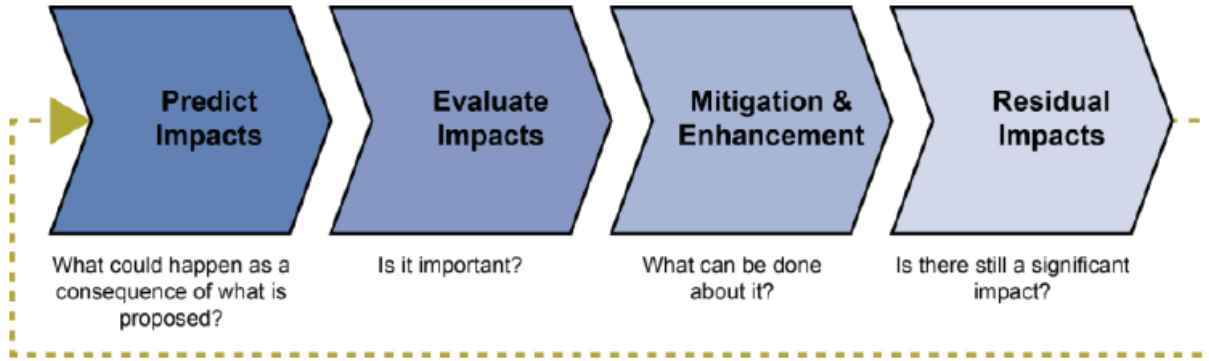 Predict
Impacts
Evaluate
Impacts
Mitigation &
Enhancement
Residual
Impacts
What could happen as a
consequence of what is
proposed?
Is it important?
What can be done
about it?
Is there still a significant
impact?